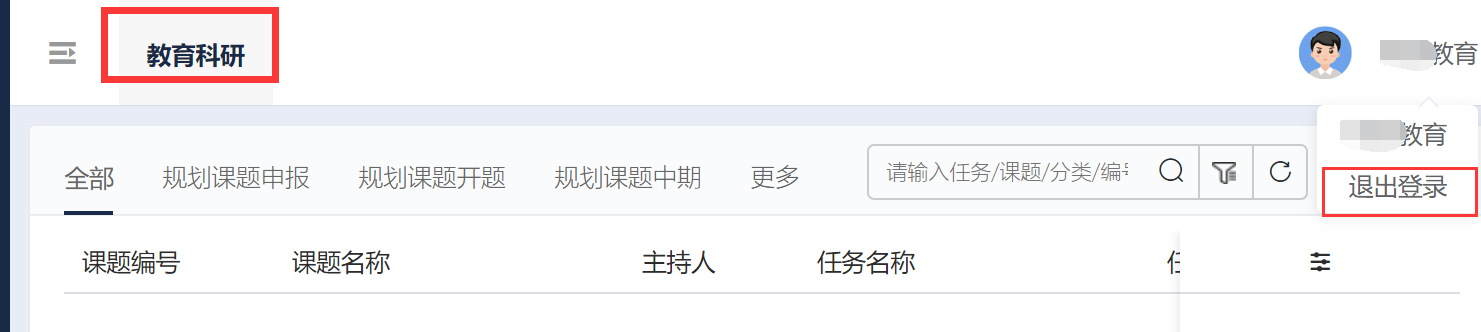 教育科研
教育
教育
退出登录
全部 规划课题申报 规划课题开题 规划课题中期 更多
请输入任务/课题/分类/编
课题编号 课题名称 主持人 任务名称